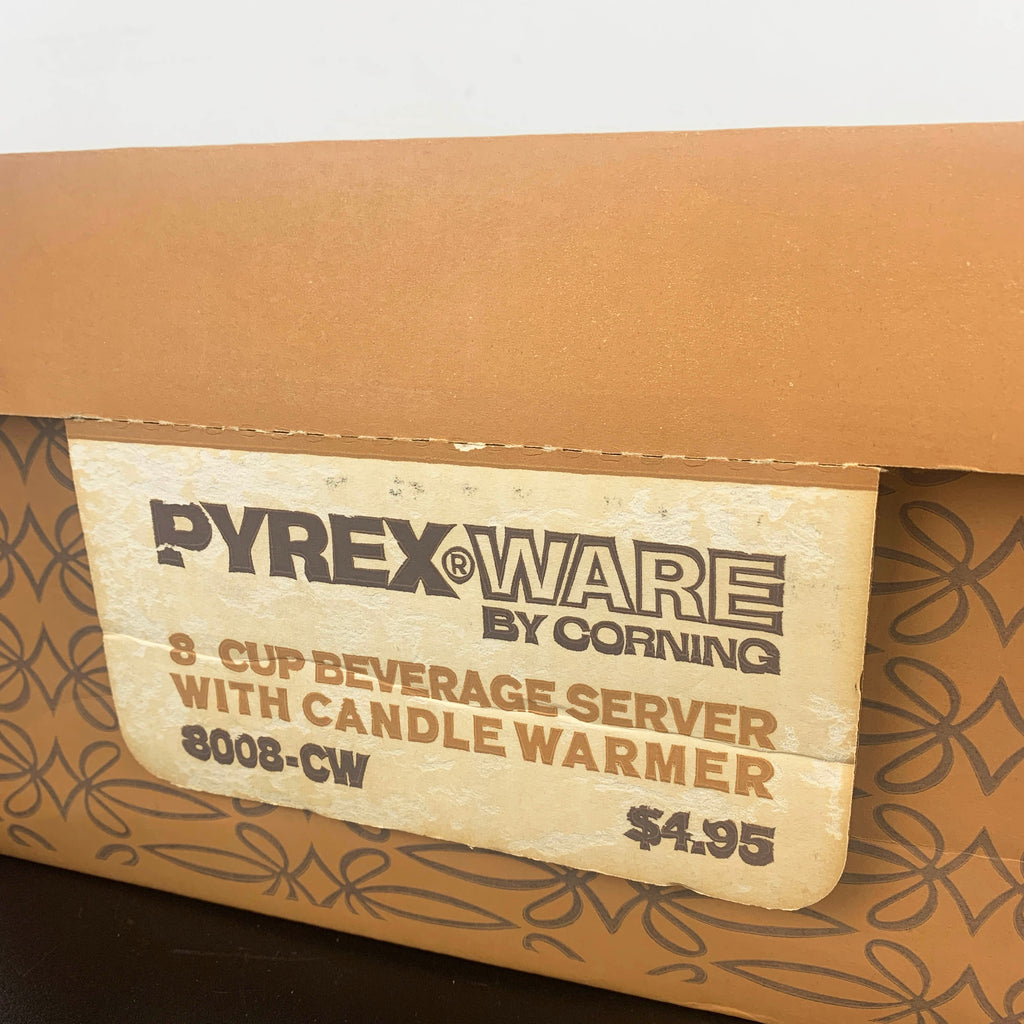 PYREX®WARE
BY CORNING
8 CUP BEVERAGE SERVER
WITH CANDLE WARMER
8008-CW
$4.95